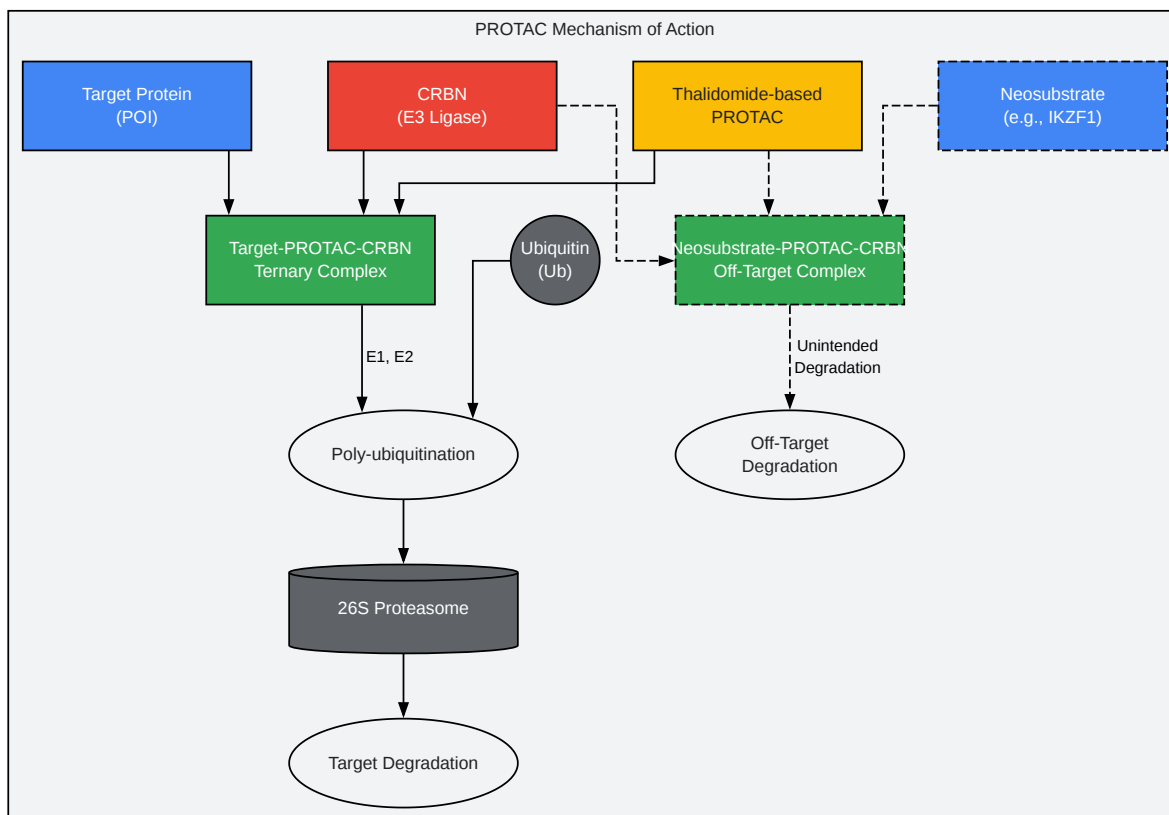 PROTAC Mechanism of Action
Target Protein
(POI)
CRBN
(E3 Ligase)
Thalidomide-based
PROTAC
Neosubstrate
(e.g., IKZF1)
Target-PROTAC-CRBN
Ternary Complex
Ubiquitin
(Ub)
Neosubstrate-PROTAC-CRBN
Off-Target Complex
E1, E2
Unintended
Degradation
Poly-ubiquitination
Off-Target
Degradation
26S Proteasome
Target Degradation